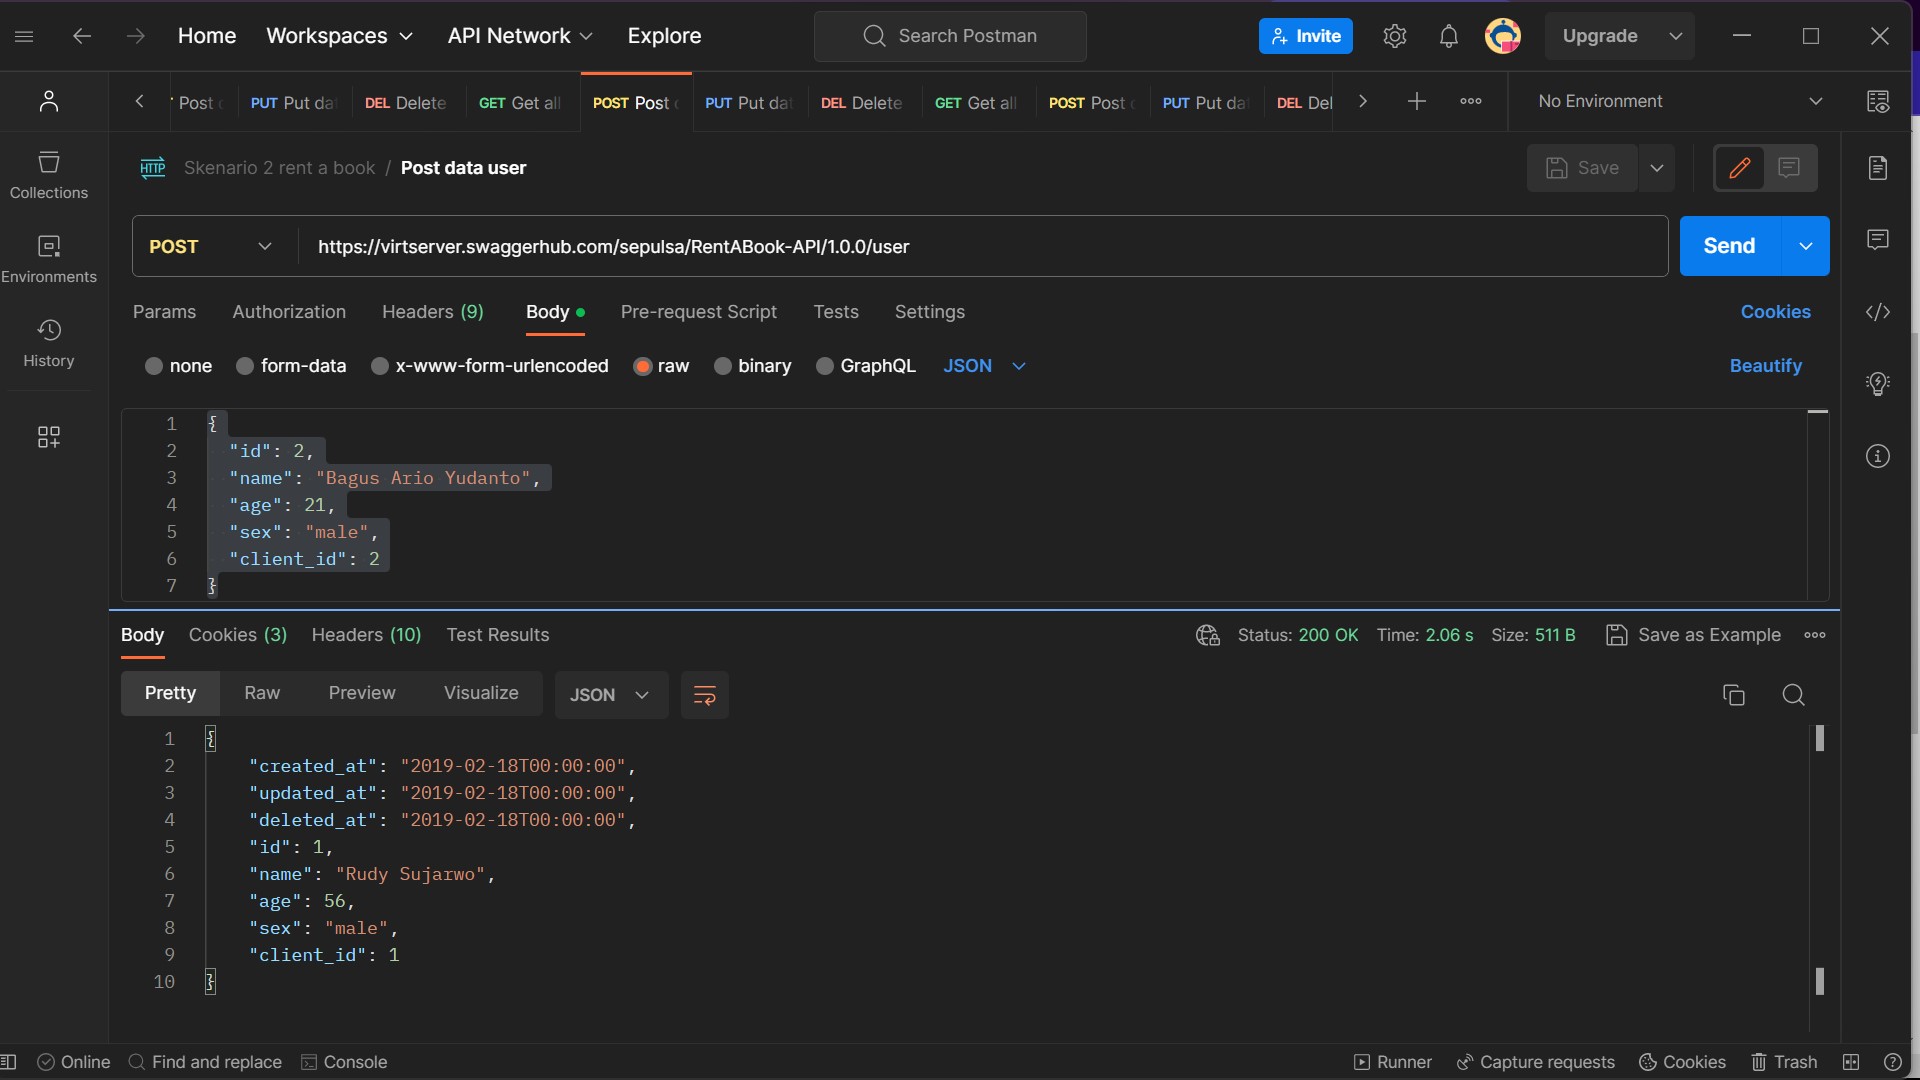 Home Workspaces API Network Explore Search Postman Invite Upgrade
Post PUT Put da DEL Delete GET Get all POST Post PUT Put dat DEL Delete GET Get all POST Post PUT Put dat DEL Del No Environment
HTTP Skenario 2 rent a book / Post data user Save
Collections
POST https://virtserver.swaggerhub.com/sepulsa/RentABook-API/1.0.0/user Send
Environments
Params Authorization Headers (9) Body Pre-request Script Tests Settings Cookies
History
none form-data x-www-form-urlencoded raw binary GraphQL JSON Beautify
1 {
2 "id": 2,
3 "name": "Bagus Ario Yudanto",
4 "age": 21,
5 "sex": "male",
6 "client_id": 2
7 }
Body Cookies (3) Headers (10) Test Results Status: 200 OK Time: 2.06 s Size: 511 B Save as Example
Pretty Raw Preview Visualize JSON
1 {
2 "created_at": "2019-02-18T00:00:00",
3 "updated_at": "2019-02-18T00:00:00",
4 "deleted_at": "2019-02-18T00:00:00",
5 "id": 1,
6 "name": "Rudy Sujarwo",
7 "age": 56,
8 "sex": "male",
9 "client_id": 1
10 }
Online Find and replace Console Runner Capture requests Cookies Trash